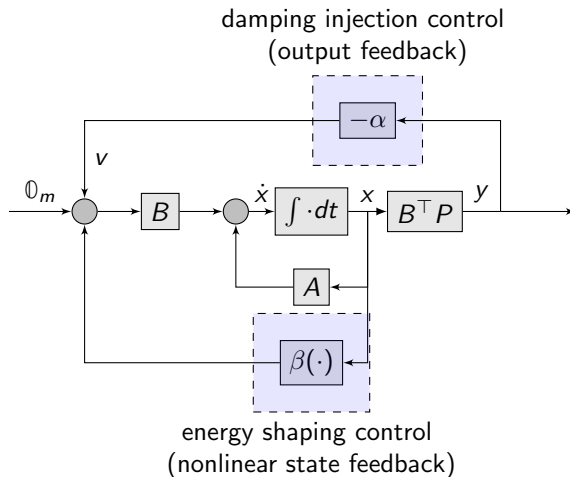 damping injection control
(output feedback)
−α
v
𝟘ₘ
B
ẋ
∫ ·dt
x
B⊤P
y
A
β(·)
energy shaping control
(nonlinear state feedback)